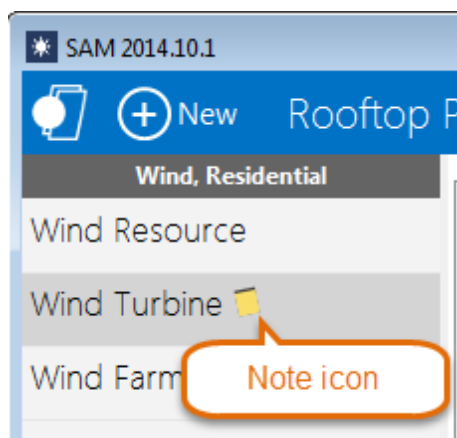 SAM 2014.10.1
New Rooftop
Wind, Residential
Wind Resource
Wind Turbine
Wind Farm
Note icon